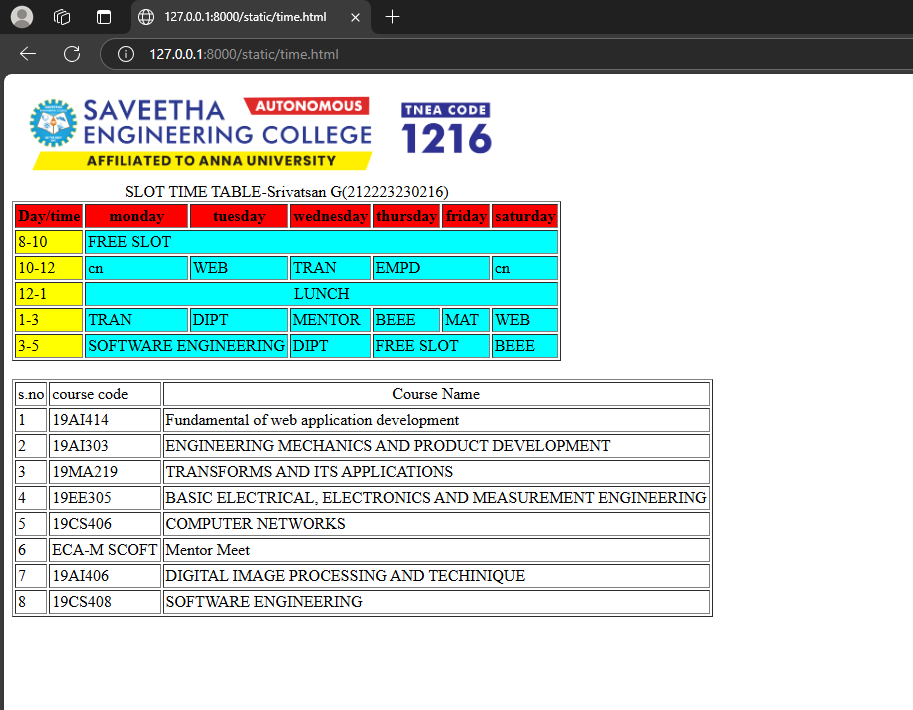 127.0.0.1:8000/static/time.html
127.0.0.1:8000/static/time.html
SAVEETHA AUTONOMOUS
ENGINEERING COLLEGE
AFFILIATED TO ANNA UNIVERSITY
TNEA CODE
1216
SLOT TIME TABLE-Srivatsan G(212223230216)
Day/time monday tuesday wednesday thursday friday saturday
8-10 FREE SLOT
10-12 cn WEB TRAN EMPD cn
12-1 LUNCH
1-3 TRAN DIPT MENTOR BEEE MAT WEB
3-5 SOFTWARE ENGINEERING DIPT FREE SLOT BEEE
s.no course code Course Name
1 19AI414 Fundamental of web application development
2 19AI303 ENGINEERING MECHANICS AND PRODUCT DEVELOPMENT
3 19MA219 TRANSFORMS AND ITS APPLICATIONS
4 19EE305 BASIC ELECTRICAL, ELECTRONICS AND MEASUREMENT ENGINEERING
5 19CS406 COMPUTER NETWORKS
6 ECA-M SCOFT Mentor Meet
7 19AI406 DIGITAL IMAGE PROCESSING AND TECHINIQUE
8 19CS408 SOFTWARE ENGINEERING